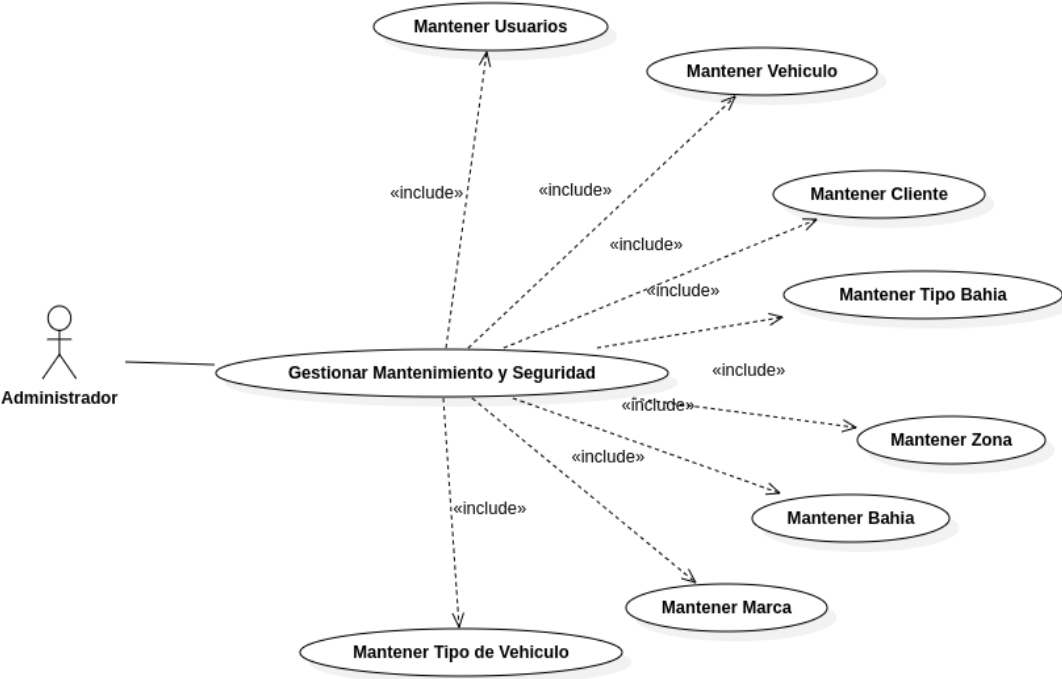 Mantener Usuarios
Mantener Vehiculo
«include»
«include»
Mantener Cliente
«include»
«include»
Mantener Tipo Bahia
Gestionar Mantenimiento y Seguridad
«include»
Administrador
«include»
Mantener Zona
«include»
«include»
Mantener Bahia
Mantener Marca
Mantener Tipo de Vehiculo